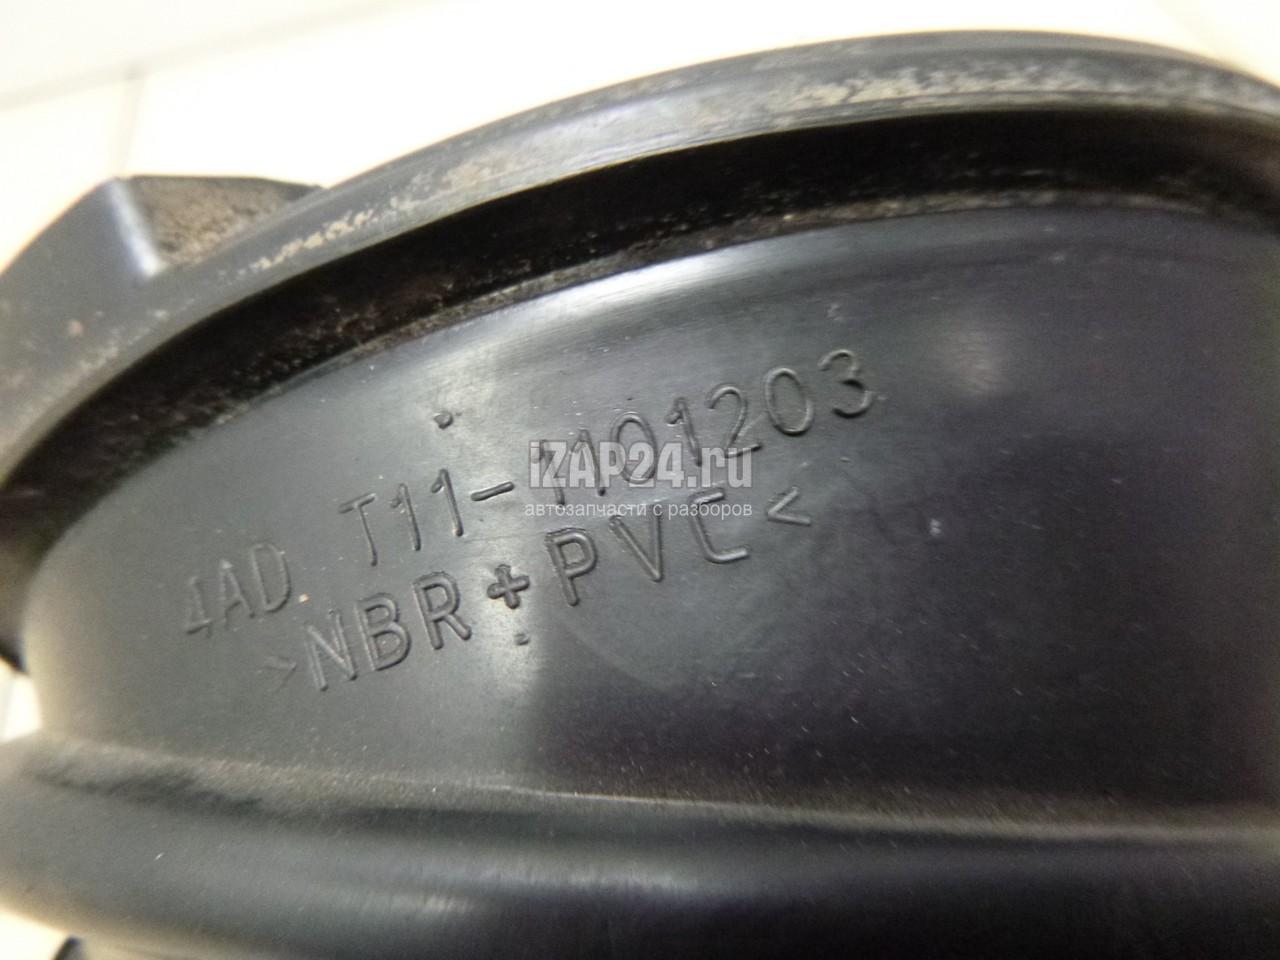 4AD T11-1101203
>NBR+PVC<
iZAP24.ru
автозапчасти с разборов